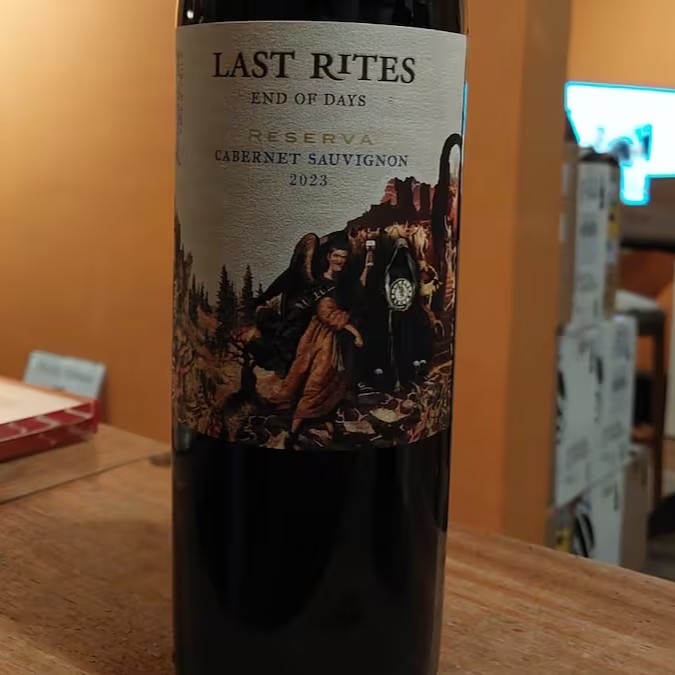 LAST RITES
END OF DAYS
RESERVA
CABERNET SAUVIGNON
2023